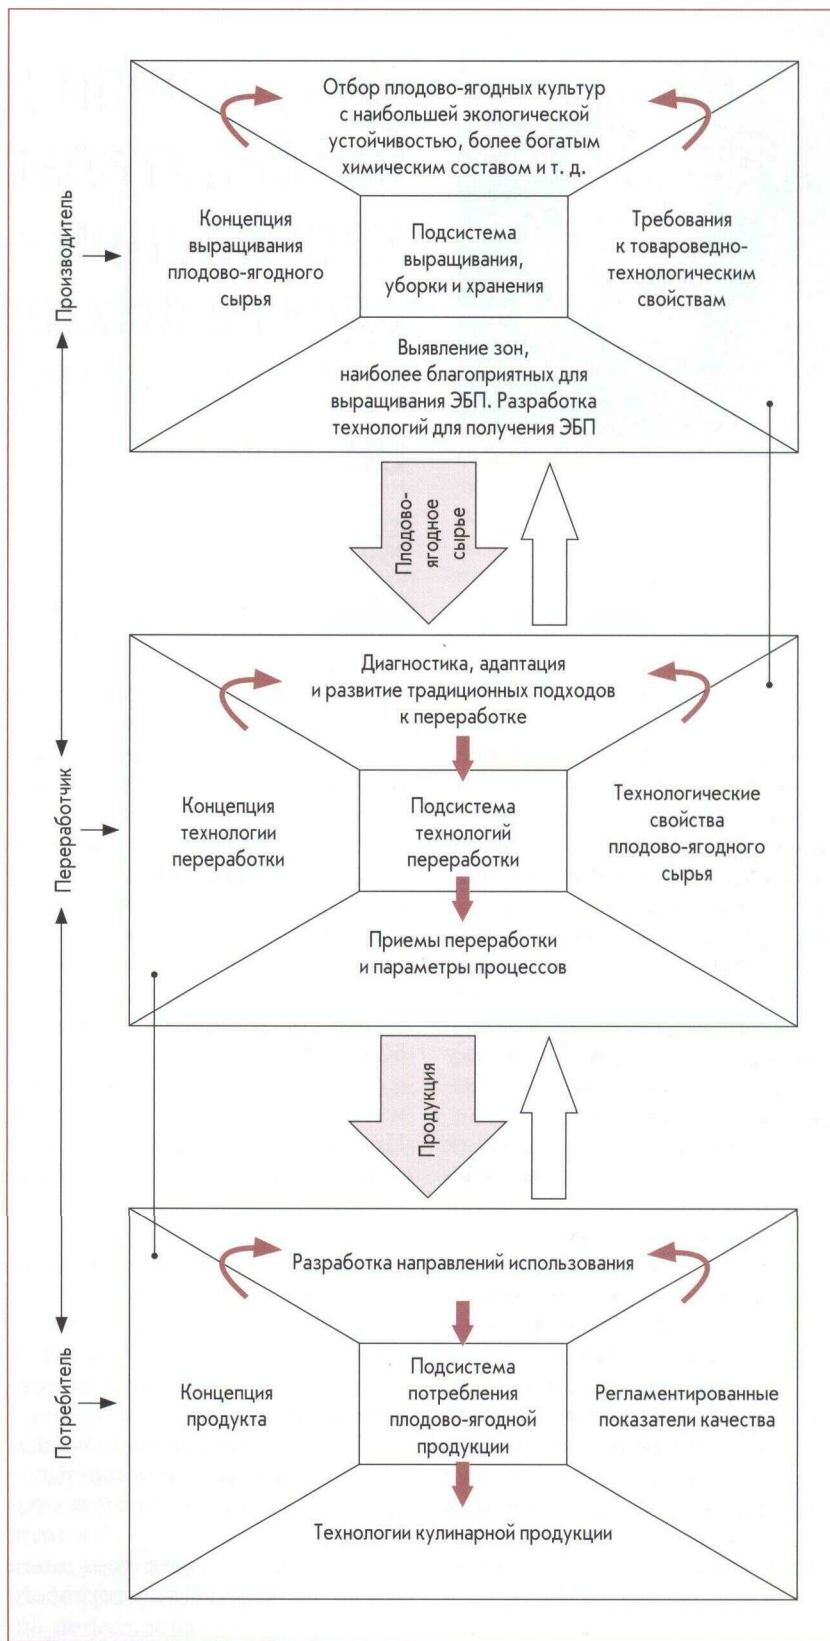 Отбор плодово-ягодных культур
с наибольшей экологической
устойчивостью, более богатым
химическим составом и т. д.
Производитель
Концепция
выращивания
плодово-ягодного
сырья
Подсистема
выращивания,
уборки и хранения
Требования
к товароведно-
технологическим
свойствам
Выявление зон,
наиболее благоприятных для
выращивания ЭБП. Разработка
технологий для получения ЭБП
Плодово-
ягодное
сырье
Диагностика, адаптация
и развитие традиционных подходов
к переработке
Переработчик
Концепция
технологии
переработки
Подсистема
технологий
переработки
Технологические
свойства
плодово-ягодного
сырья
Приемы переработки
и параметры процессов
Продукция
Разработка направлений использования
Потребитель
Концепция
продукта
Подсистема
потребления
плодово-ягодной
продукции
Регламентированные
показатели качества
Технологии кулинарной продукции